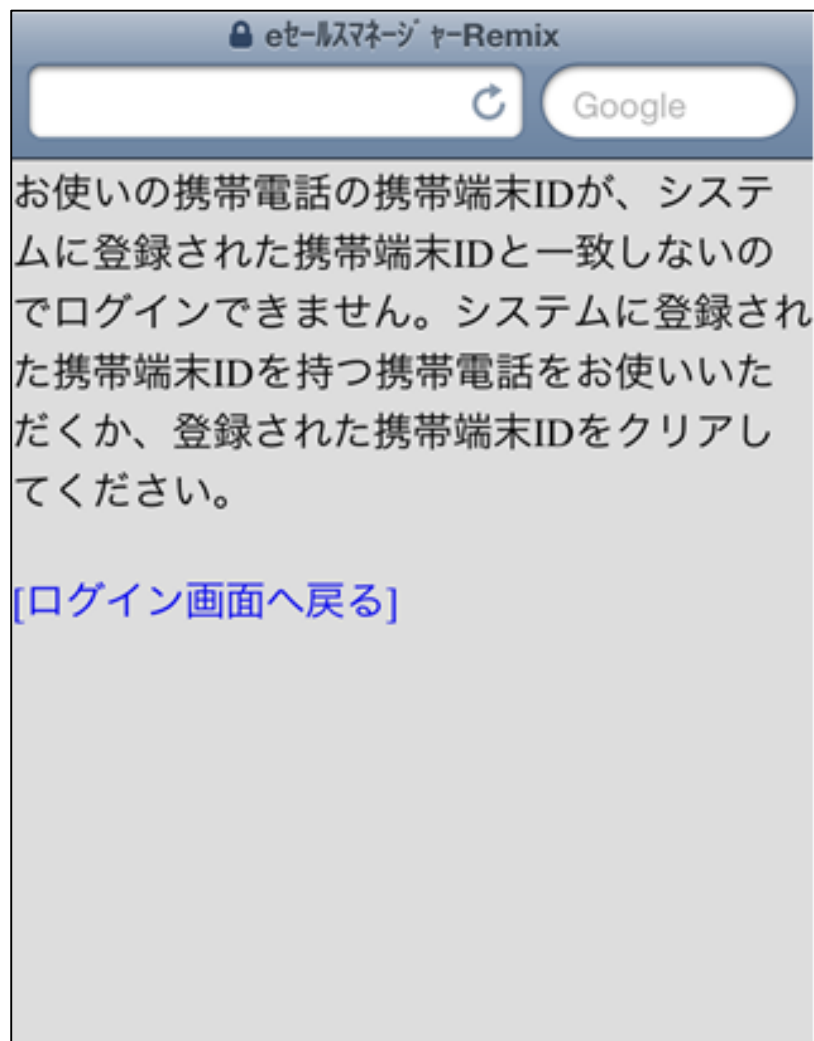 eｾｰﾙｽﾏﾈｰｼﾞｬｰRemix
Google
お使いの携帯電話の携帯端末IDが、システ
ムに登録された携帯端末IDと一致しないの
でログインできません。システムに登録され
た携帯端末IDを持つ携帯電話をお使いいた
だくか、登録された携帯端末IDをクリアし
てください。
[ログイン画面へ戻る]